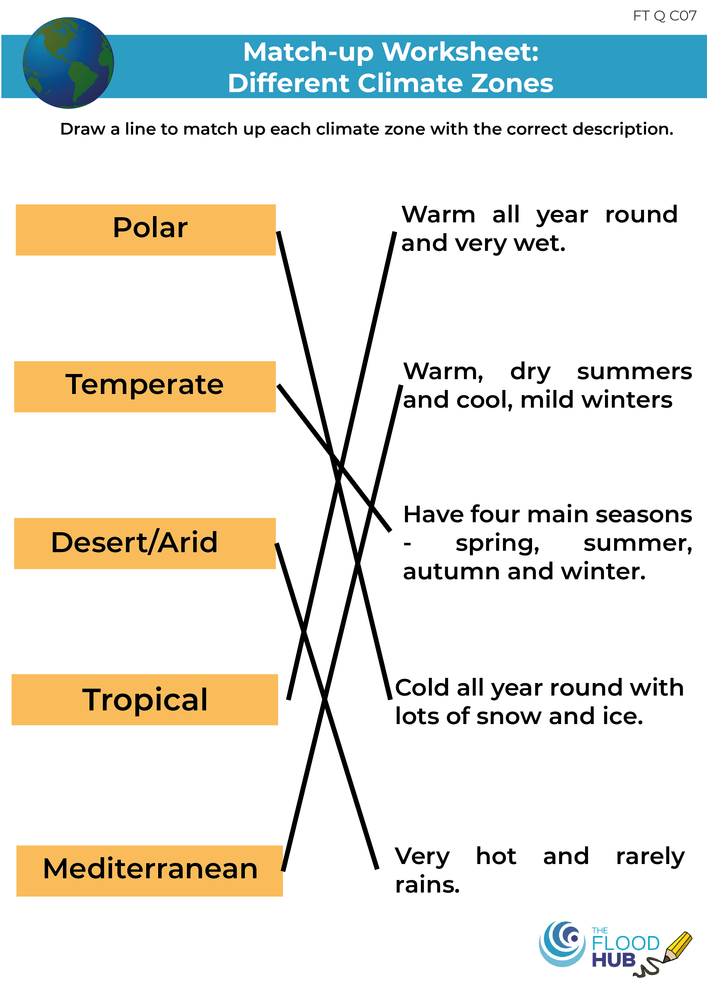 FT Q C07
Match-up Worksheet:
Different Climate Zones
Draw a line to match up each climate zone with the correct description.
Polar
Warm all year round
and very wet.
Temperate
Warm, dry summers
and cool, mild winters
Desert/Arid
Have four main seasons
- spring, summer,
autumn and winter.
Tropical
Cold all year round with
lots of snow and ice.
Mediterranean
Very hot and rarely
rains.
THE
FLOOD
HUB